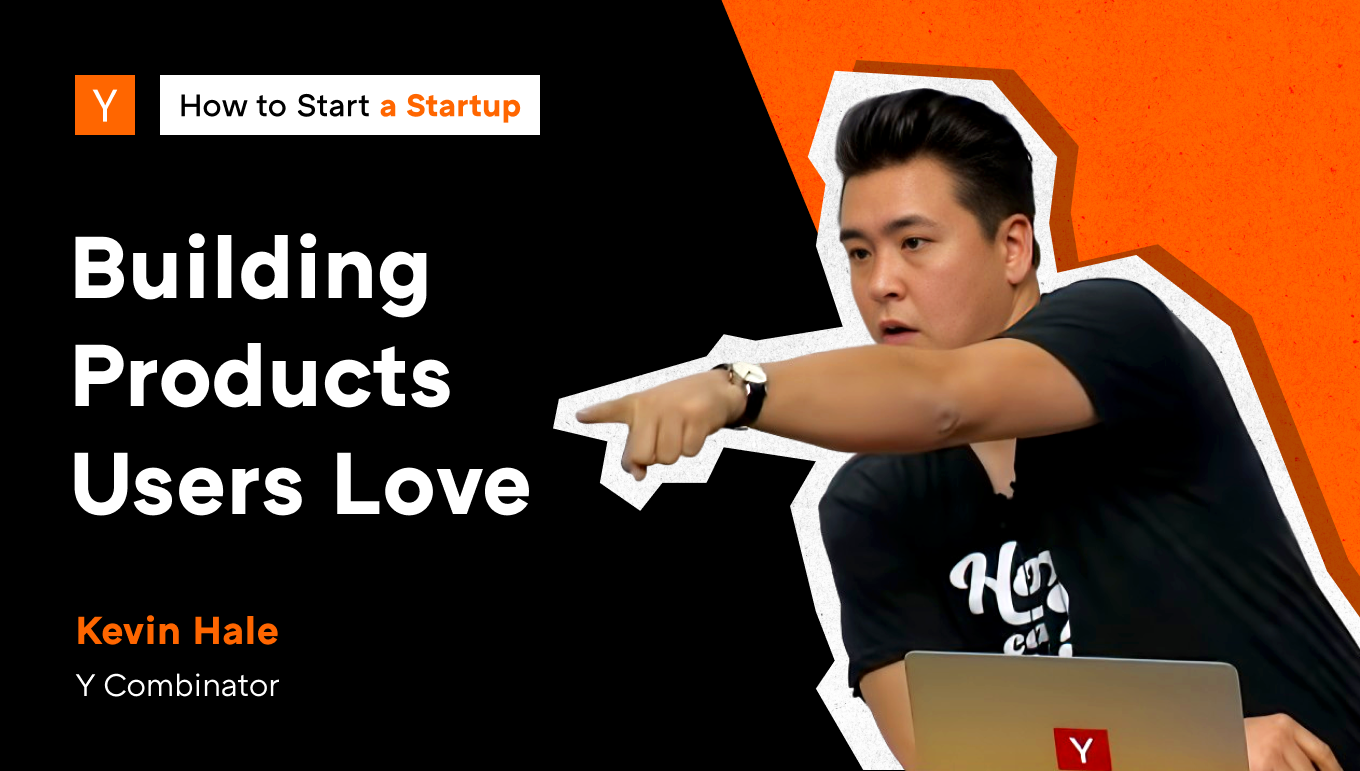 Y
How to Start a Startup
Building
Products
Users Love
Kevin Hale
Y Combinator
Y